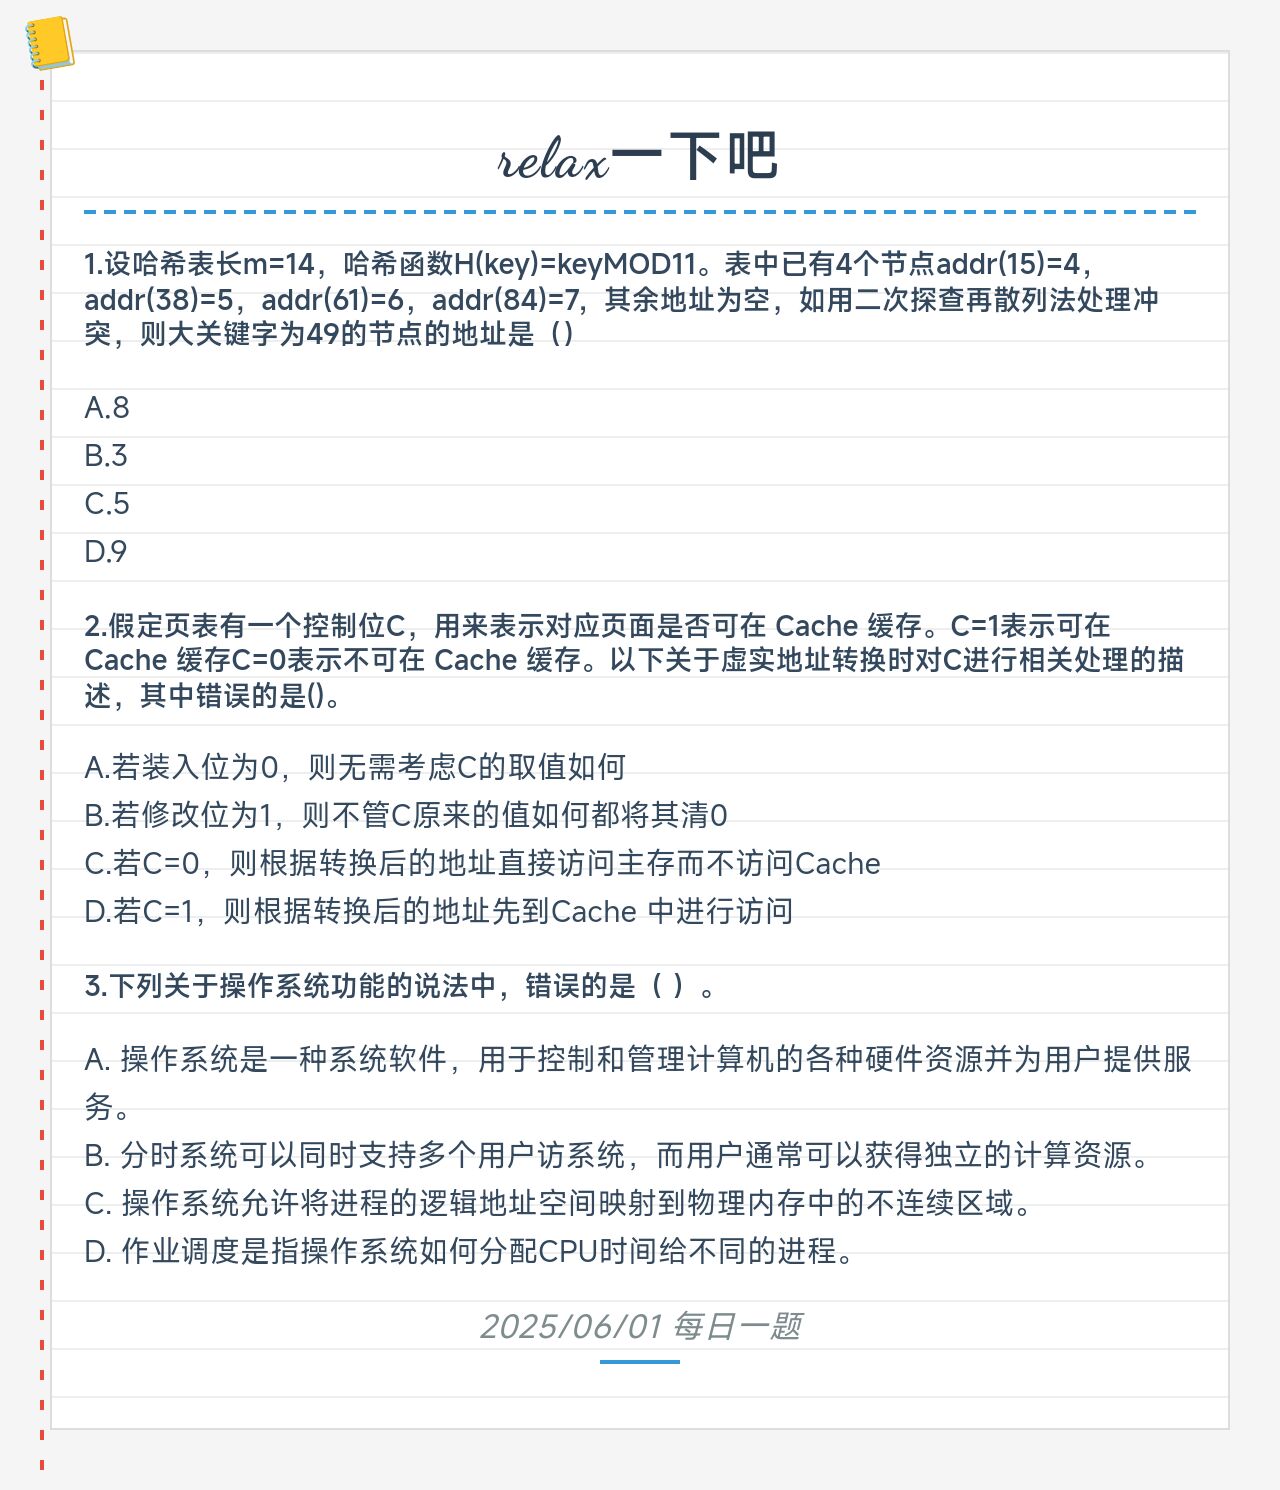 relax一下吧
1.设哈希表长m=14，哈希函数H(key)=keyMOD11。表中已有4个节点addr(15)=4，
addr(38)=5，addr(61)=6，addr(84)=7，其余地址为空，如用二次探查再散列法处理冲
突，则大关键字为49的节点的地址是（）
A.8
B.3
C.5
D.9
2.假定页表有一个控制位C，用来表示对应页面是否可在 Cache 缓存。C=1表示可在
Cache 缓存C=0表示不可在 Cache 缓存。以下关于虚实地址转换时对C进行相关处理的描
述，其中错误的是()。
A.若装入位为0，则无需考虑C的取值如何
B.若修改位为1，则不管C原来的值如何都将其清0
C.若C=0，则根据转换后的地址直接访问主存而不访问Cache
D.若C=1，则根据转换后的地址先到Cache 中进行访问
3.下列关于操作系统功能的说法中，错误的是（ ）。
A. 操作系统是一种系统软件，用于控制和管理计算机的各种硬件资源并为用户提供服
务。
B. 分时系统可以同时支持多个用户访系统，而用户通常可以获得独立的计算资源。
C. 操作系统允许将进程的逻辑地址空间映射到物理内存中的不连续区域。
D. 作业调度是指操作系统如何分配CPU时间给不同的进程。
2025/06/01 每日一题